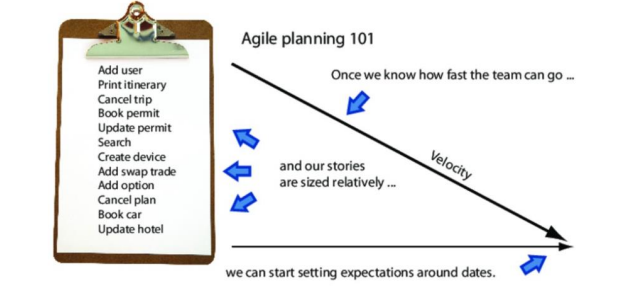 Agile planning 101
Add user
Print itinerary
Cancel trip
Book permit
Update permit
Search
Create device
Add swap trade
Add option
Cancel plan
Book car
Update hotel
Once we know how fast the team can go ...
Velocity
and our stories
are sized relatively ...
we can start setting expectations around dates.